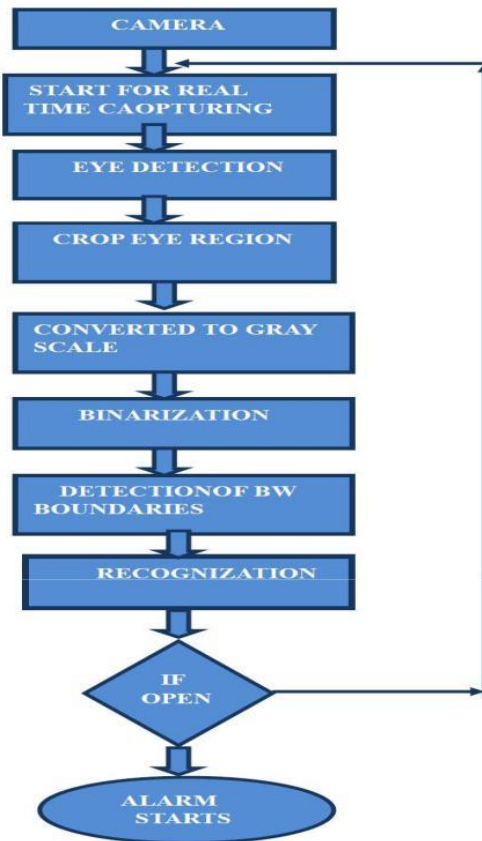 CAMERA
START FOR REAL
TIME CAOPTURING
EYE DETECTION
CROP EYE REGION
CONVERTED TO GRAY
SCALE
BINARIZATION
DETECTIONOF BW
BOUNDARIES
RECOGNIZATION
IF
OPEN
ALARM
STARTS